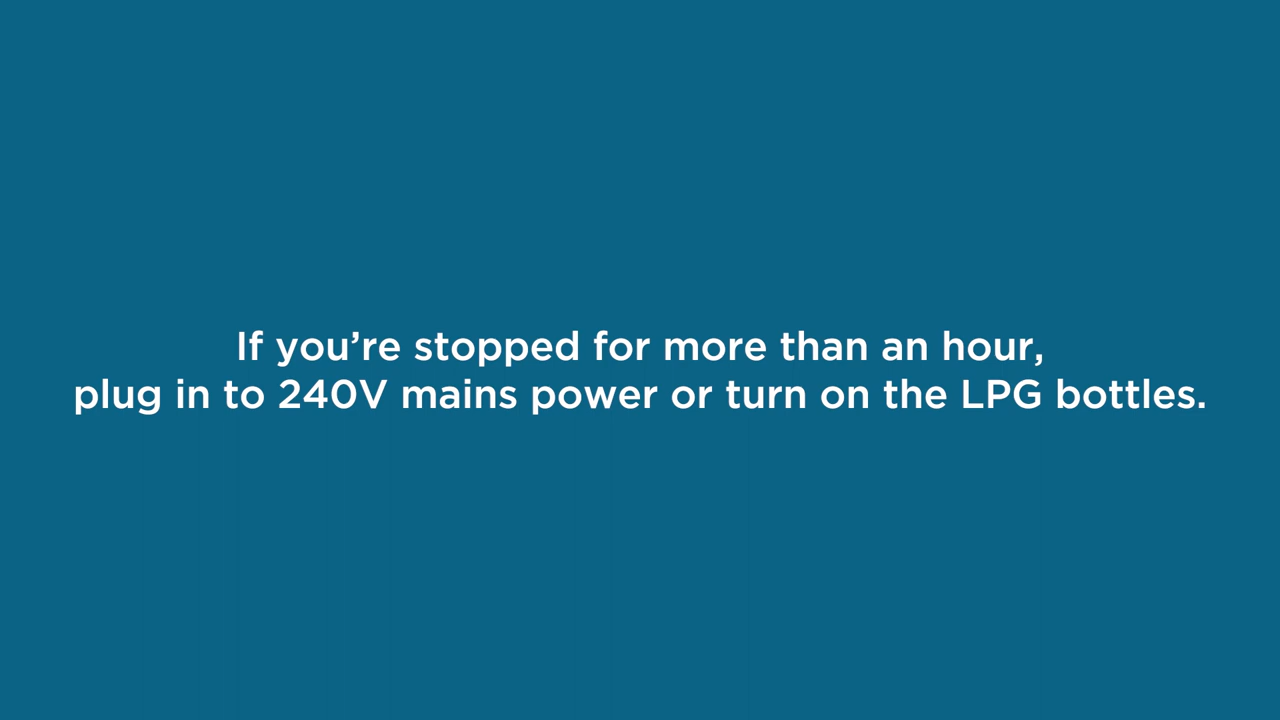 If you’re stopped for more than an hour,
plug in to 240V mains power or turn on the LPG bottles.